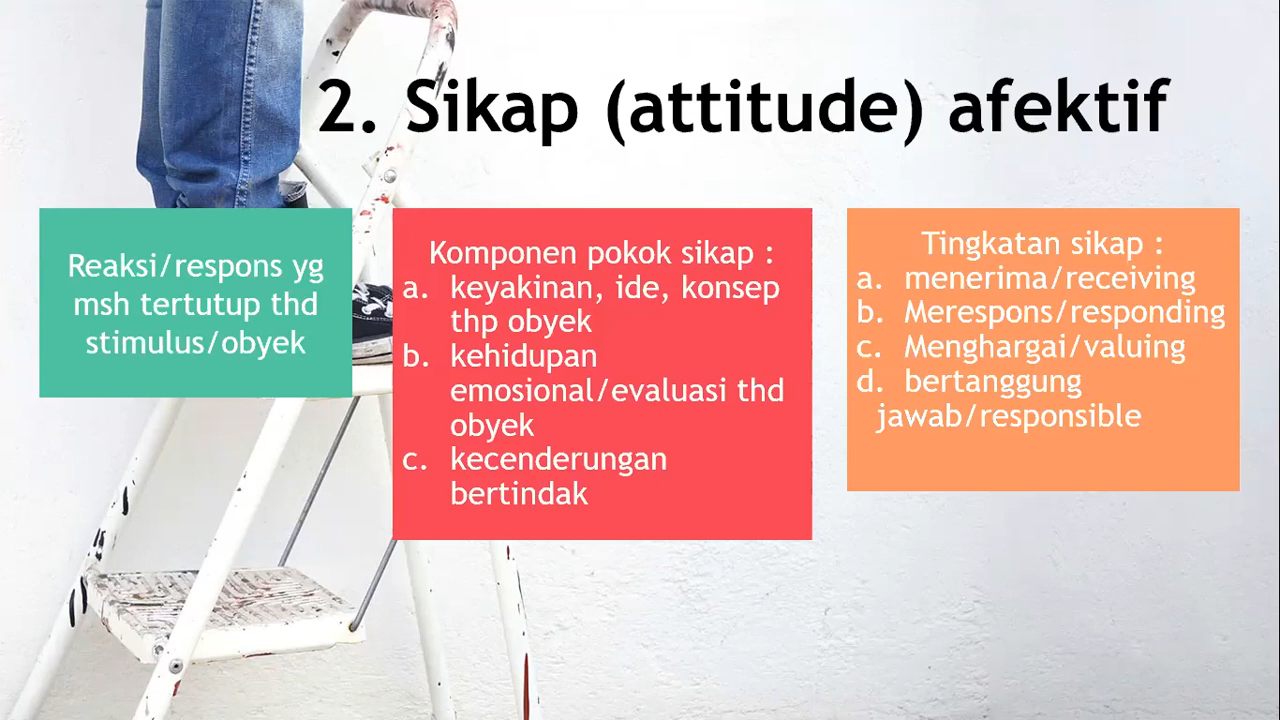 2. Sikap (attitude) afektif
Reaksi/respons yg
msh tertutup thd
stimulus/obyek
Komponen pokok sikap :
a. keyakinan, ide, konsep
thp obyek
b. kehidupan
emosional/evaluasi thd
obyek
c. kecenderungan
bertindak
Tingkatan sikap :
a. menerima/receiving
b. Merespons/responding
c. Menghargai/valuing
d. bertanggung
jawab/responsible